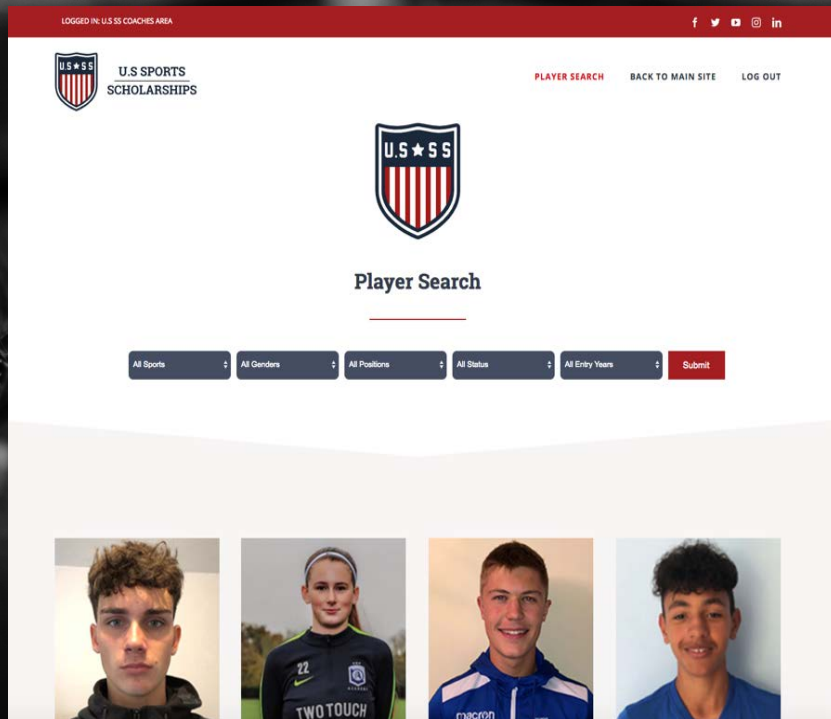 LOGGED IN: U.S SS COACHES AREA
U.S★SS
U.S SPORTS
SCHOLARSHIPS
PLAYER SEARCH BACK TO MAIN SITE LOG OUT
U.S★SS
Player Search
All Sports All Genders All Positions All Status All Entry Years Submit
22
TWO TOUCH
macron